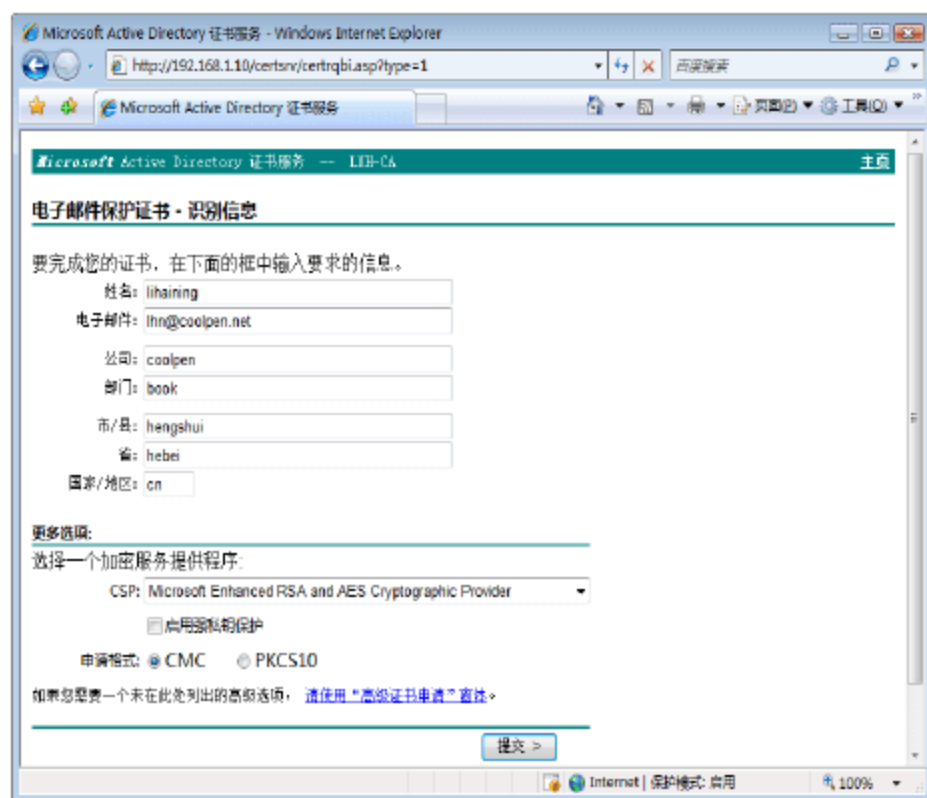 Microsoft Active Directory 证书服务 - Windows Internet Explorer
http://192.168.1.10/certsrv/certrqbi.asp?type=1 百度搜索
Microsoft Active Directory 证书服务 页面(P) 工具(O)
Microsoft Active Directory 证书服务 -- LIH-CA 主页
电子邮件保护证书 - 识别信息
要完成您的证书，在下面的框中输入要求的信息。
姓名: lihaining
电子邮件: lhn@coolpen.net
公司: coolpen
部门: book
市/县: hengshui
省: hebei
国家/地区: cn
更多选项:
选择一个加密服务提供程序:
CSP: Microsoft Enhanced RSA and AES Cryptographic Provider
启用强私钥保护
申请格式: CMC PKCS10
如果您需要一个未在此处列出的高级选项， 请使用“高级证书申请”窗体。
提交 >
Internet | 保护模式: 启用 100%